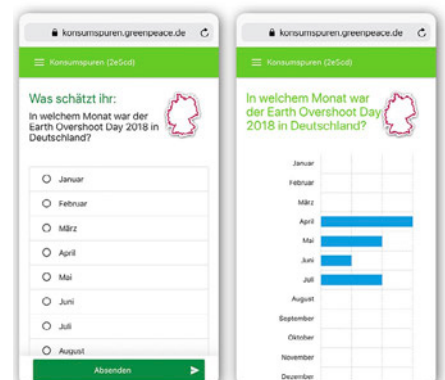 konsumspuren.greenpeace.de
Konsumspuren (2eScd)
Was schätzt ihr:
In welchem Monat war der
Earth Overshoot Day 2018 in
Deutschland?
Januar
Februar
März
April
Mai
Juni
Juli
August
Absenden
konsumspuren.greenpeace.de
Konsumspuren (2eScd)
In welchem Monat war
der Earth Overshoot Day
2018 in Deutschland?
Januar
Februar
März
April
Mai
Juni
Juli
August
September
Oktober
November
Dezember